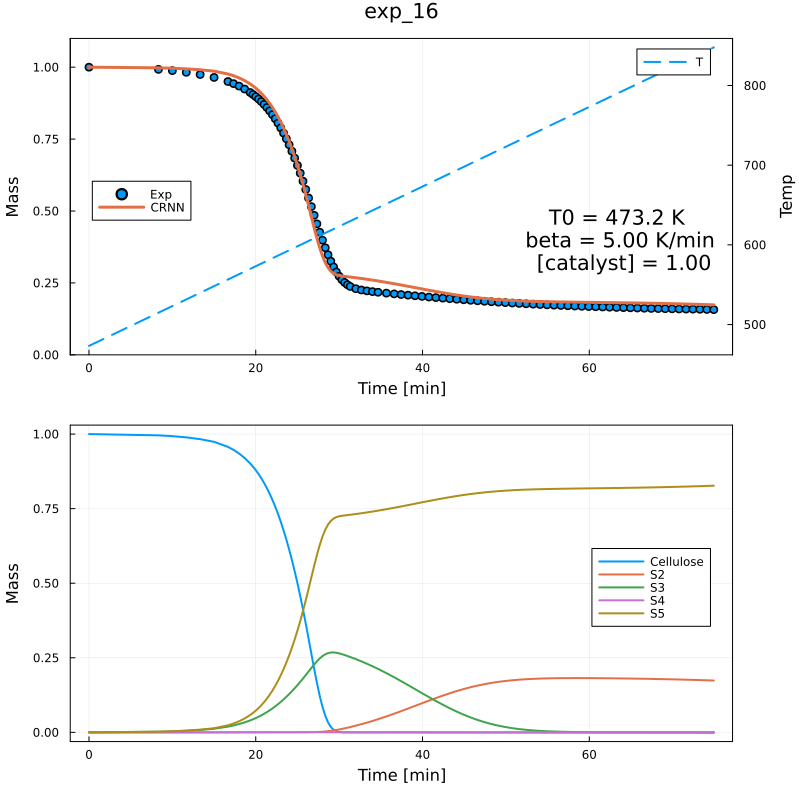 exp_16
1.00
0.75
0.50
0.25
0.00
Mass
800
700
600
500
Temp
T
Exp
CRNN
T0 = 473.2 K
beta = 5.00 K/min
[catalyst] = 1.00
0 20 40 60
Time [min]
1.00
0.75
0.50
0.25
0.00
Mass
Cellulose
S2
S3
S4
S5
0 20 40 60
Time [min]